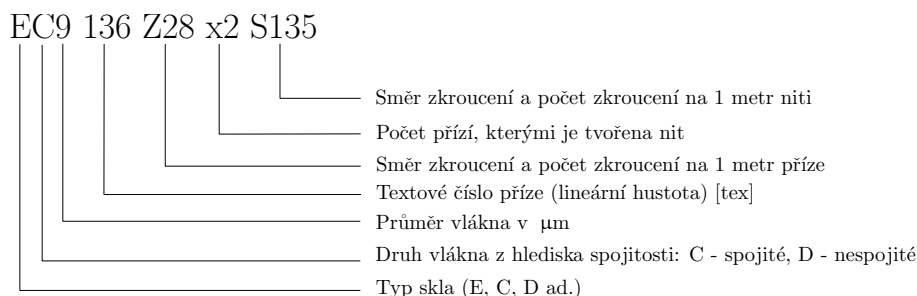 EC9 136 Z28 x2 S135
Směr zkroucení a počet zkroucení na 1 metr niti
Počet přízí, kterými je tvořena nit
Směr zkroucení a počet zkroucení na 1 metr příze
Textové číslo příze (lineární hustota) [tex]
Průměr vlákna v μm
Druh vlákna z hlediska spojitosti: C - spojité, D - nespojité
Typ skla (E, C, D ad.)